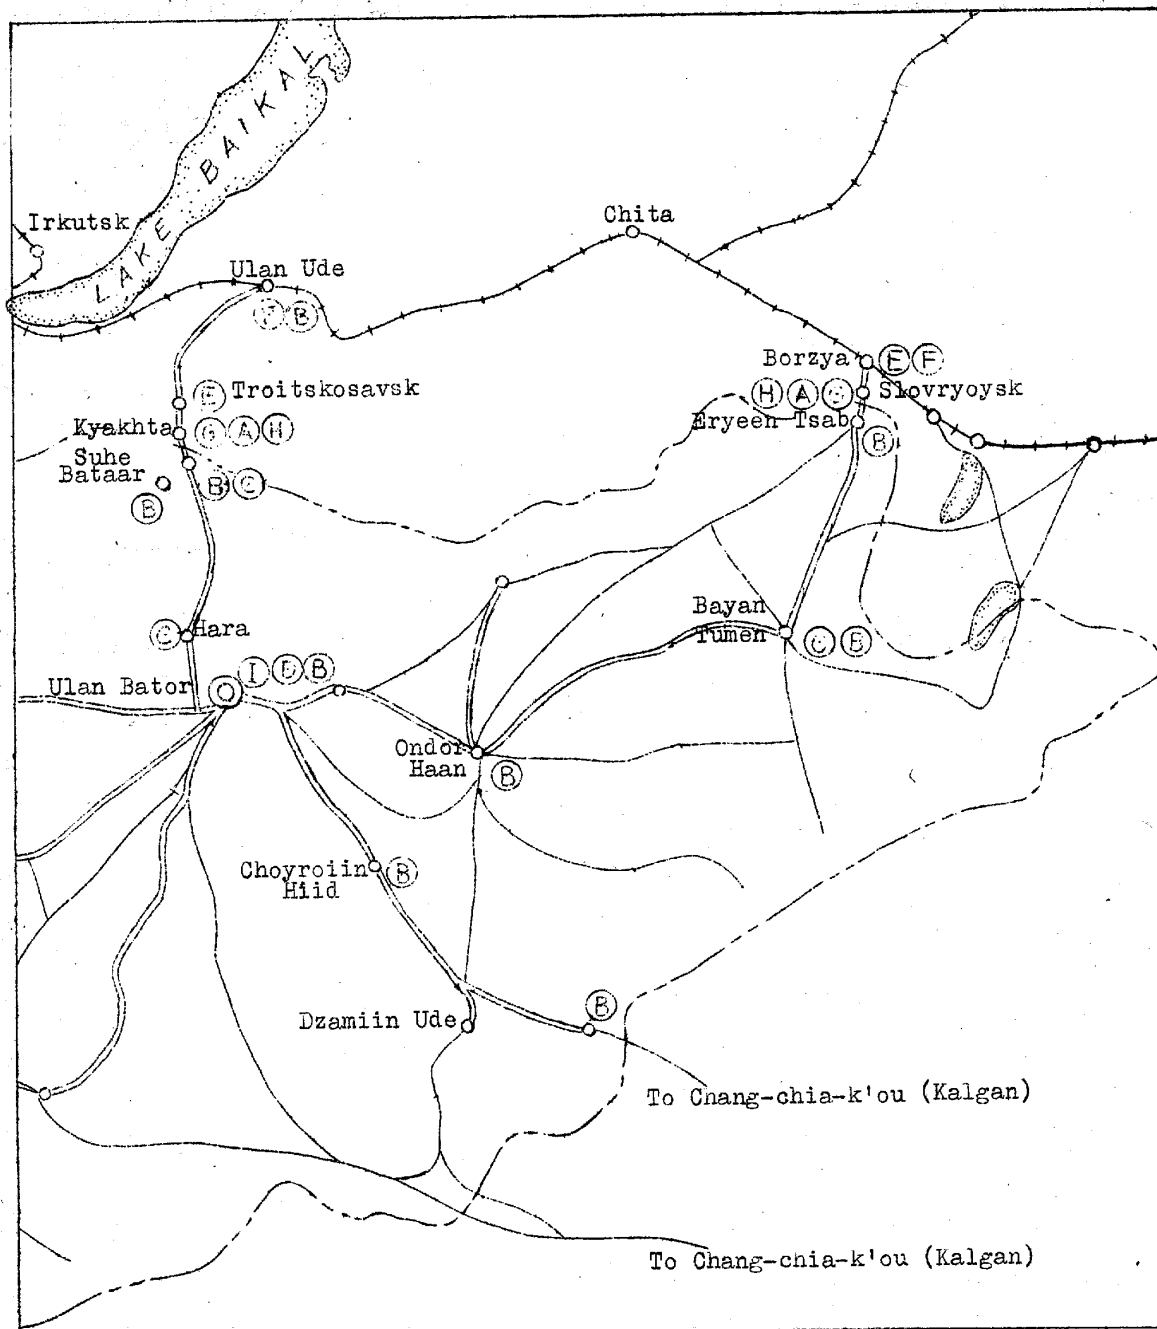 LAKE BAIKAL
Irkutsk
Chita
Ulan Ude
B
Borzya
E F
E Troitskosavsk
H A
Slovryoysk
Kyakhta
G A H
Eryeen Tsab
B
Suhe
Bataar
B C
B
Bayan
Tumen
C B
C Hara
Ulan Bator
I D B
Ondor
Haan
B
Choyroiin
Hiid
B
B
Dzamiin Ude
To Chang-chia-k'ou (Kalgan)
To Chang-chia-k'ou (Kalgan)